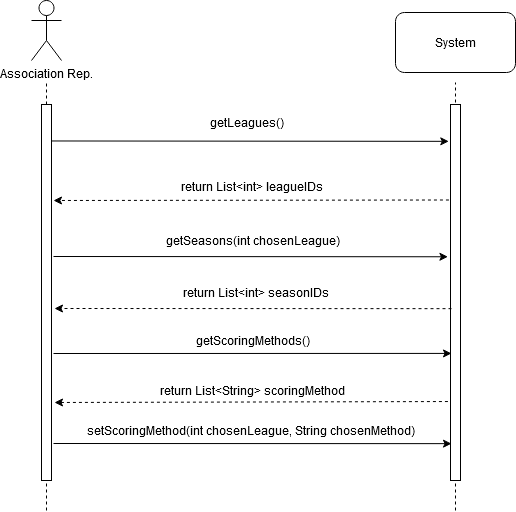 System
Association Rep.
getLeagues()
return List<int> leagueIDs
getSeasons(int chosenLeague)
return List<int> seasonIDs
getScoringMethods()
return List<String> scoringMethod
setScoringMethod(int chosenLeague, String chosenMethod)